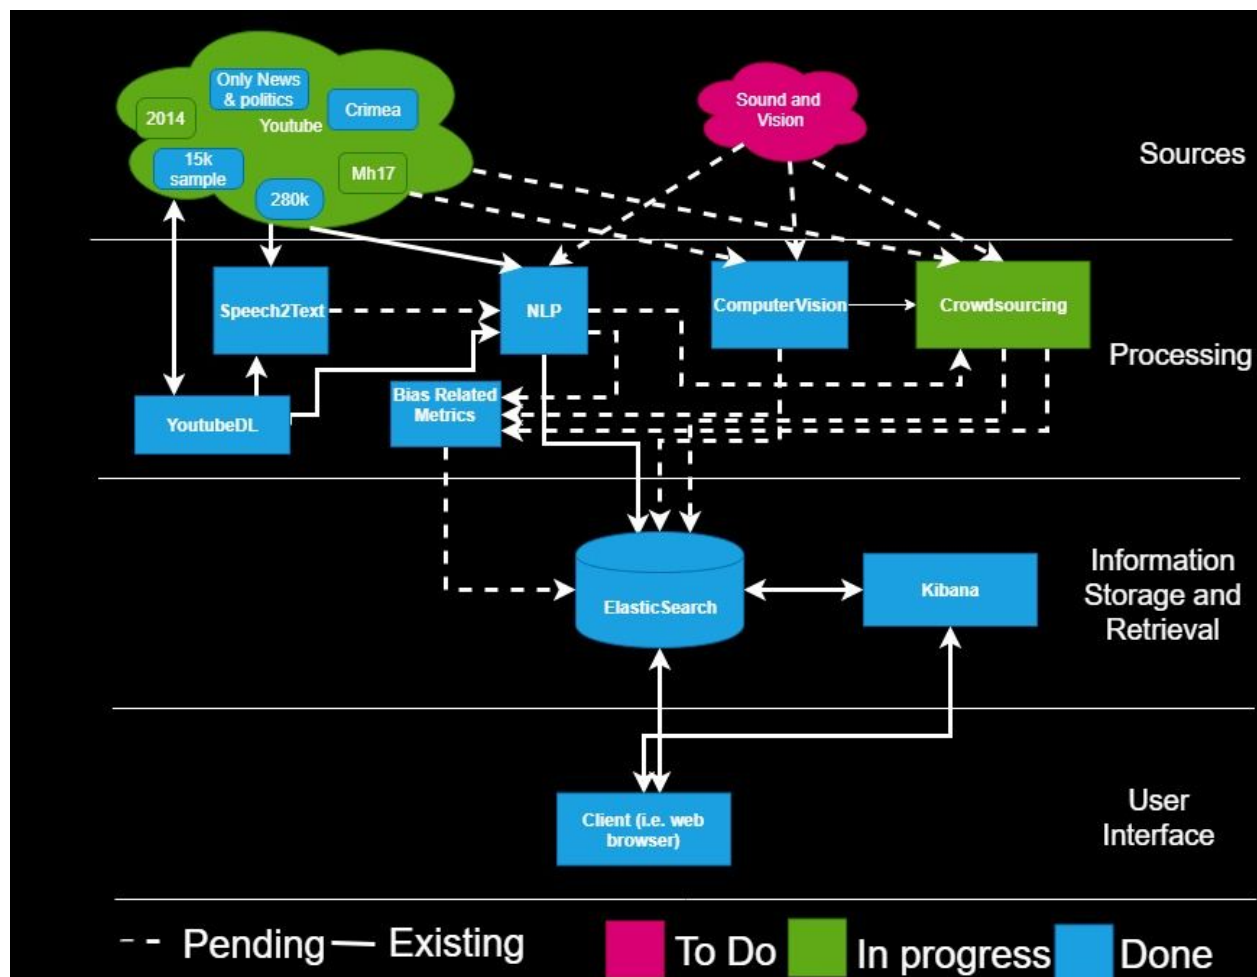 Only News
& politics
Crimea
2014
Youtube
15k
sample
Mh17
280k
Sound and
Vision
Sources
Speech2Text
NLP
ComputerVision
Crowdsourcing
Processing
YoutubeDL
Bias Related
Metrics
Information
Storage and
Retrieval
ElasticSearch
Kibana
Client (i.e. web
browser)
User
Interface
Pending
Existing
To Do
In progress
Done